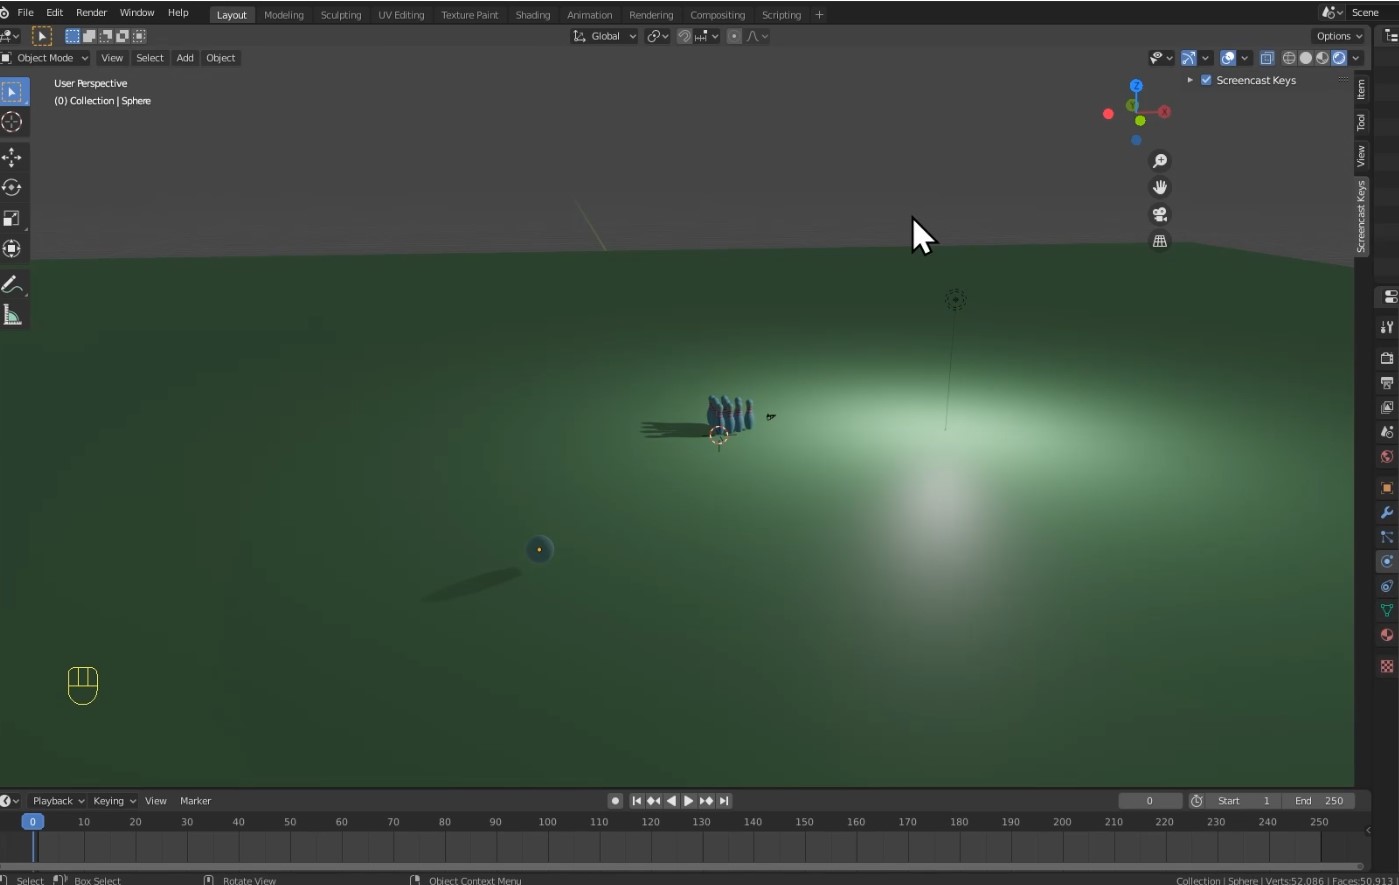 File Edit Render Window Help Layout Modeling Sculpting UV Editing Texture Paint Shading Animation Rendering Compositing Scripting + Scene
Global Options
Object Mode View Select Add Object
User Perspective
(0) Collection | Sphere
Screencast Keys
Z
Y
X
Item
Tool
View
Screencast Keys
Playback Keying View Marker 0 Start 1 End 250
0 10 20 30 40 50 60 70 80 90 100 110 120 130 140 150 160 170 180 190 200 210 220 230 240 250
Select Box Select Rotate View Object Context Menu Collection | Sphere | Verts:52,086 | Faces:50,913 |